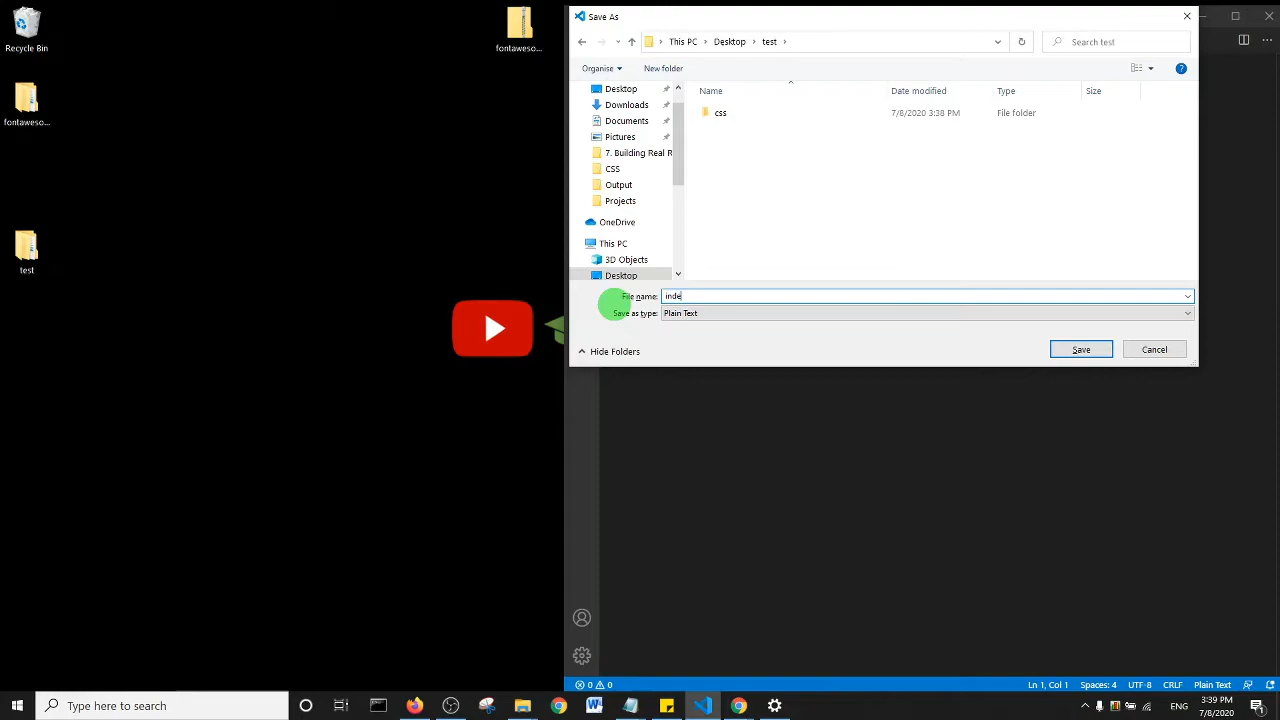 Recycle Bin
fontaweso...
fontaweso...
test
Save As
This PC
Desktop
test
Search test
Organise
New folder
Name
Date modified
Type
Size
css
7/8/2020 3:38 PM
File folder
Desktop
Downloads
Documents
Pictures
7. Building Real R
CSS
Output
Projects
OneDrive
This PC
3D Objects
Desktop
File name:
inde
Save as type:
Plain Text
Hide Folders
Save
Cancel
0
0
Ln 1, Col 1
Spaces: 4
UTF-8
CRLF
Plain Text
Type here to search
ENG
3:39 PM
7/8/2020
1